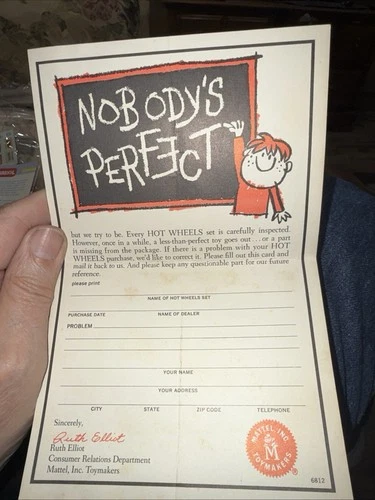 NOBODY'S
PERFECT
but we try to be. Every HOT WHEELS set is carefully inspected.
However, once in a while, a less-than-perfect toy goes out . . . or a part
is missing from the package. If there is a problem with your HOT
WHEELS purchase, we'd like to correct it. Please fill out this card and
mail it back to us. And please keep any questionable part for our future
reference.
please print
NAME OF HOT WHEELS SET
PURCHASE DATE NAME OF DEALER
PROBLEM
YOUR NAME
YOUR ADDRESS
CITY STATE ZIP CODE TELEPHONE
Sincerely,
Ruth Elliot
Ruth Elliot
Consumer Relations Department
Mattel, Inc. Toymakers
MATTEL, INC.
M
TOYMAKERS
®
6812